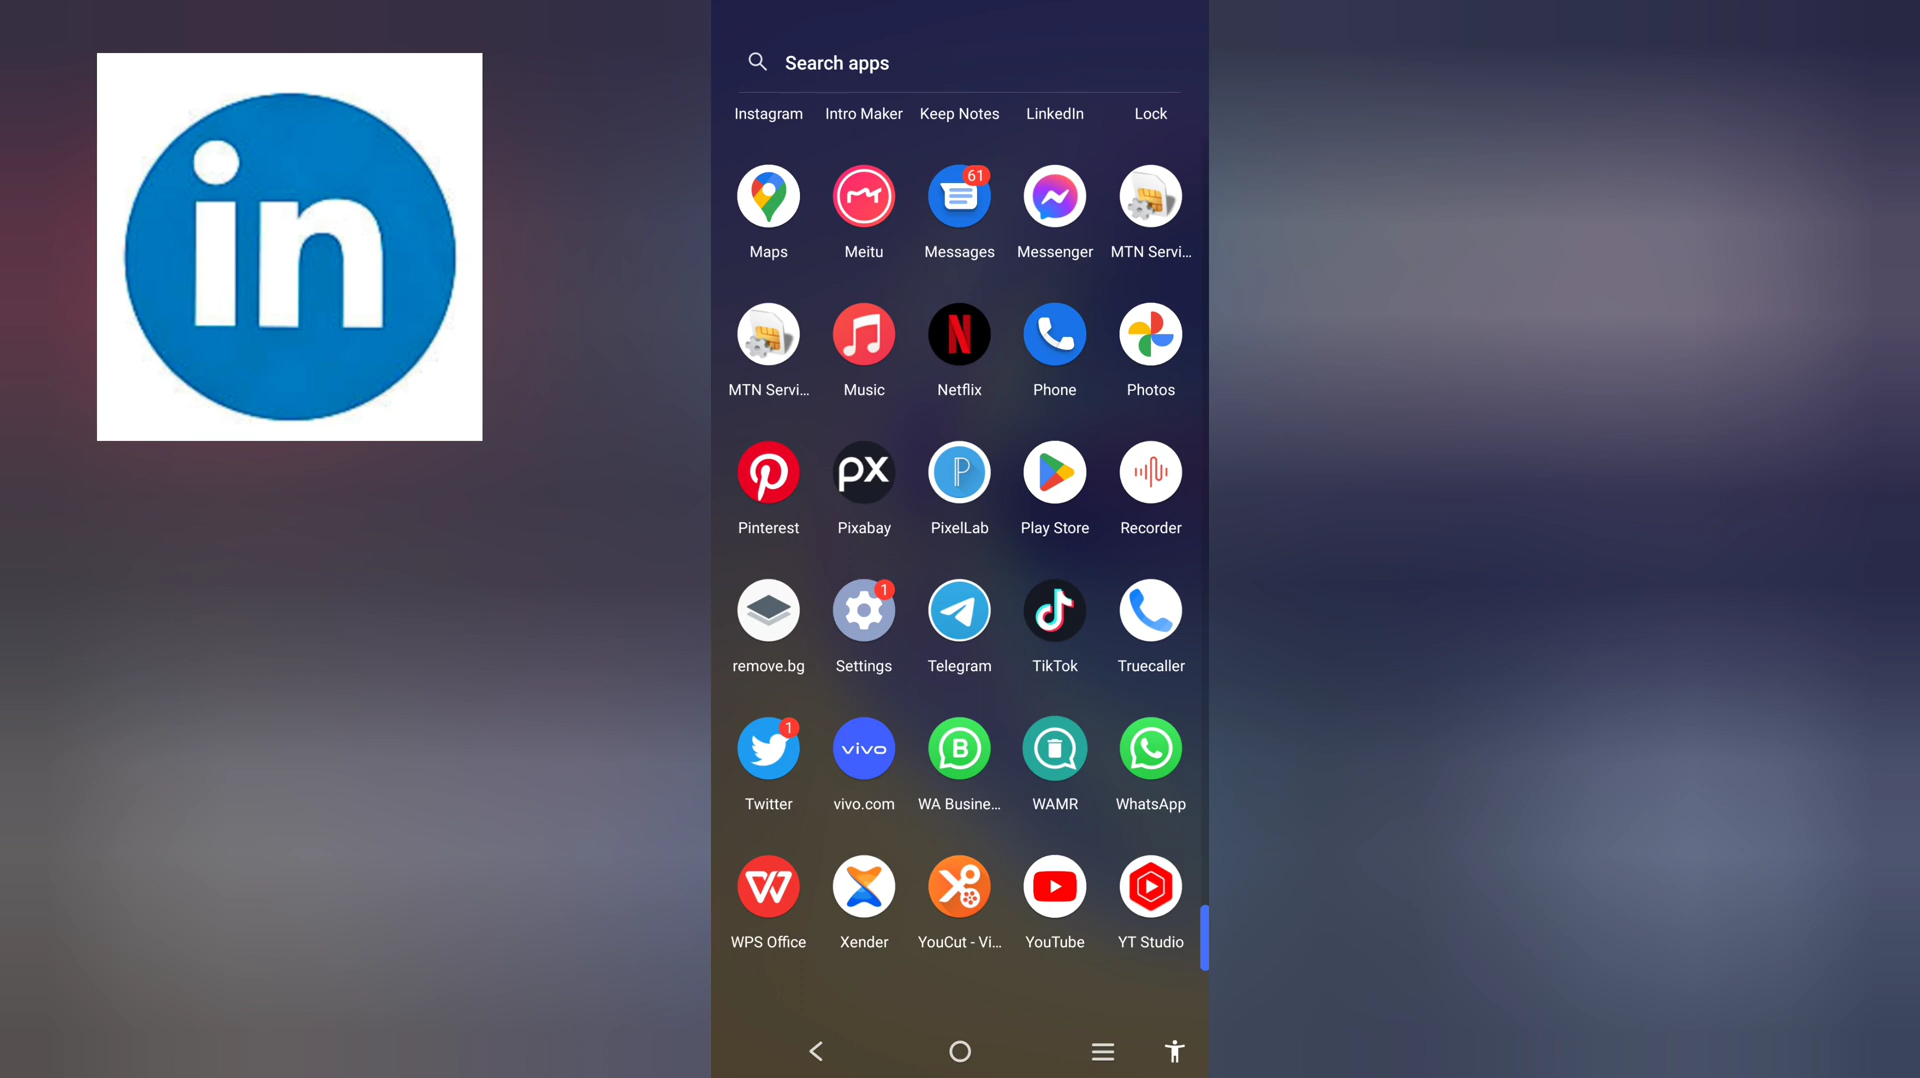 in
Search apps
Instagram Intro Maker Keep Notes LinkedIn Lock
61
Maps Meitu Messages Messenger MTN Servi...
N
MTN Servi... Music Netflix Phone Photos
px P
Pinterest Pixabay PixelLab Play Store Recorder
1
remove.bg Settings Telegram TikTok Truecaller
1
vivo B
Twitter vivo.com WA Busine... WAMR WhatsApp
W
WPS Office Xender YouCut - Vi... YouTube YT Studio